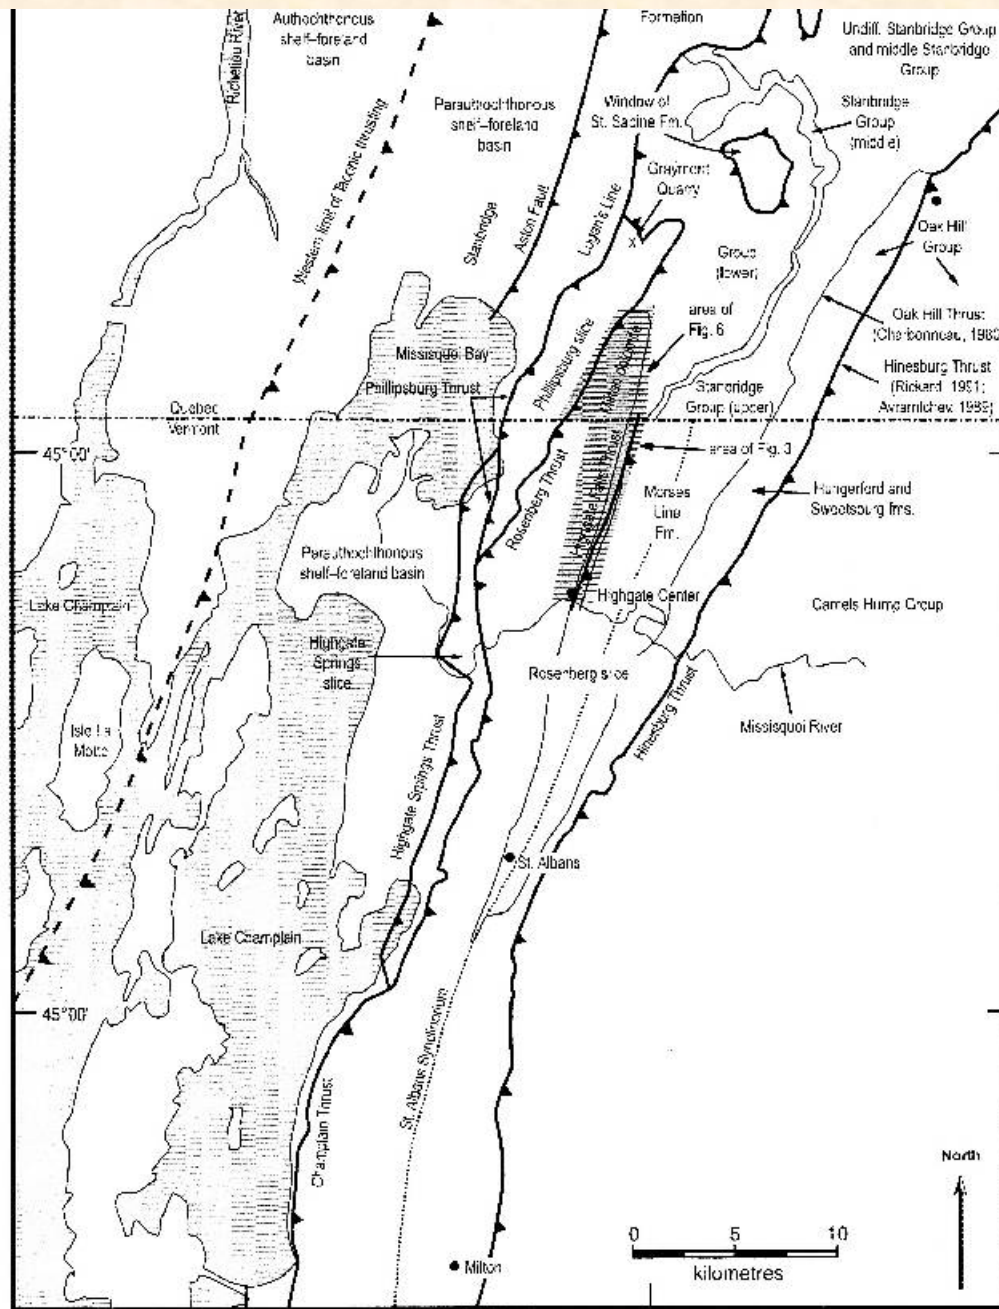 Authochthonous
shelf–foreland
basin
Formation
Undiff. Stanbridge Group
and middle Stanbridge
Group
Richelieu River
Western limit of Taconic thrusting
Parauthochthonous
shelf–foreland
basin
Window of
St. Sabine Fm.
Stanbridge
Group
(middle)
Graymont
Quarry
X
Stanbridge
Aston Fault
Logan's Line
Group
(lower)
Oak Hill
Group
area of
Fig. 6
Oak Hill Thrust
(Charbonneau, 1980
Missisquoi Bay
Phillipsburg Thrust
Phillipsburg slice
Hinesburg Thrust
(Rickard, 1991;
Avramtchev, 1989)
Stanbridge
Group (upper)
Quebec
Vermont
45°00'
area of Fig. 3
Rosenberg Thrust
Morses
Line
Fm.
Hungerford and
Sweetsburg fms.
Parauthochthonous
shelf–foreland basin
Lake Champlain
Highgate Center
Camels Hump Group
Highgate
Springs
slice
Rosenberg slice
Isle La
Motte
Missisquoi River
Hinesburg Thrust
Highgate Sprpings Thrust
St. Albans
Lake Champlain
45°00'
St. Albans Synclinorium
Champlain Thrust
North
0 5 10
kilometres
Milton